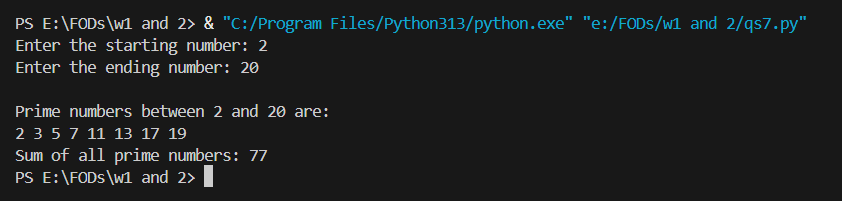 PS E:\FODs\w1 and 2> & "C:/Program Files/Python313/python.exe" "e:/FODs/w1 and 2/qs7.py"
Enter the starting number: 2
Enter the ending number: 20
Prime numbers between 2 and 20 are:
2 3 5 7 11 13 17 19
Sum of all prime numbers: 77
PS E:\FODs\w1 and 2>